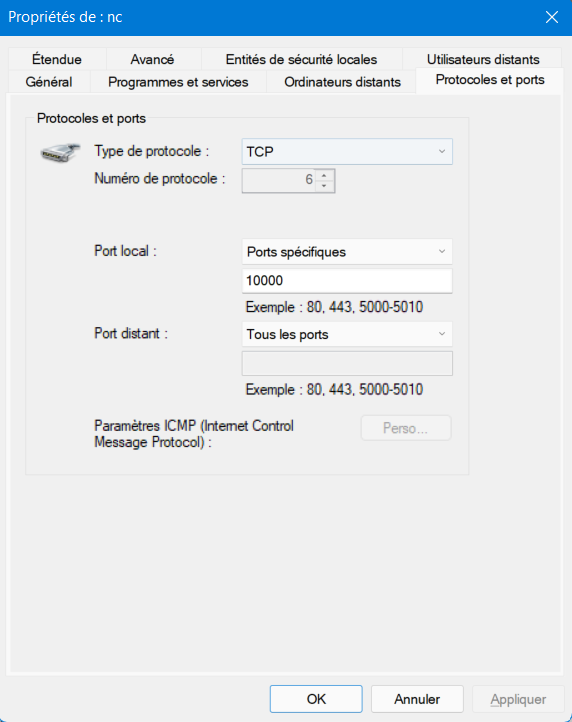 Propriétés de : nc
Étendue Avancé Entités de sécurité locales Utilisateurs distants
Général Programmes et services Ordinateurs distants Protocoles et ports
Protocoles et ports
Type de protocole : TCP
Numéro de protocole : 6
Port local : Ports spécifiques
10000
Exemple : 80, 443, 5000-5010
Port distant : Tous les ports
Exemple : 80, 443, 5000-5010
Paramètres ICMP (Internet Control Perso...
Message Protocol) :
OK Annuler Appliquer